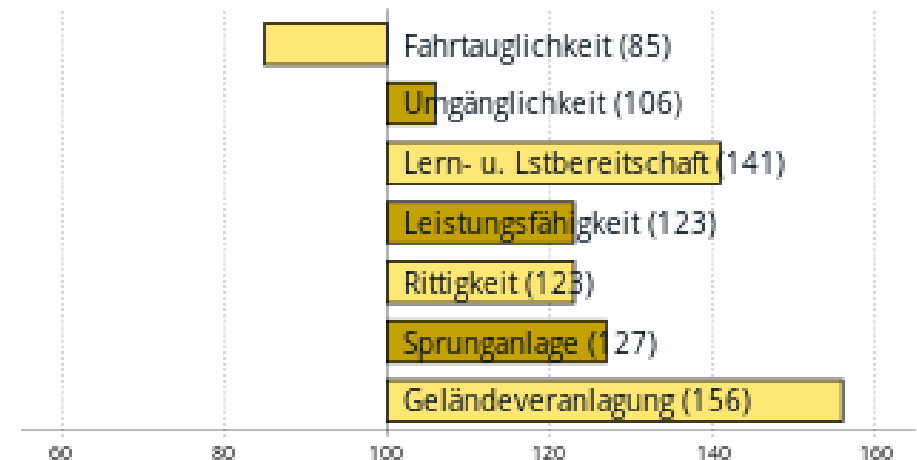 Fahrtauglichkeit (85)
Umgänglichkeit (106)
Lern- u. Lstbereitschaft (141)
Leistungsfähigkeit (123)
Rittigkeit (123)
Sprunganlage (127)
Geländeveranlagung (156)
60 80 100 120 140 160